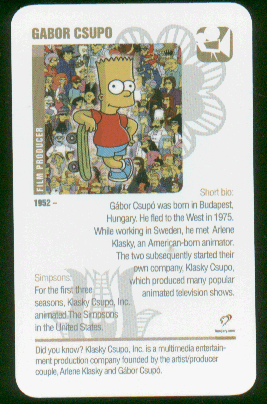 GABOR CSUPO
FILM PRODUCER
1952 –
Short bio:
Gábor Csupó was born in Budapest,
Hungary. He fled to the West in 1975.
While working in Sweden, he met Arlene
Klasky, an American-born animator.
The two subsequently started their
own company, Klasky Csupo,
which produced many popular
animated television shows.
Simpsons:
For the first three
seasons, Klasky Csupo, Inc.
animated The Simpsons
in the United States.
Did you know? Klasky Csupo, Inc. is a multimedia entertain-
ment production company founded by the artist/producer
couple, Arlene Klasky and Gábor Csupó.